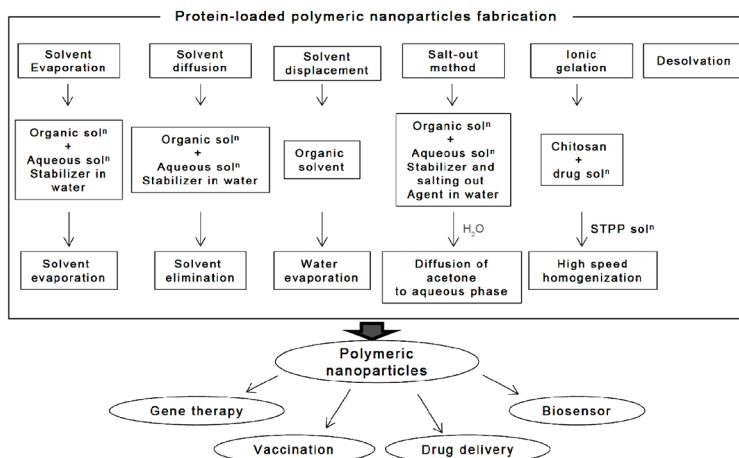 Protein-loaded polymeric nanoparticles fabrication
Solvent
Evaporation
Solvent
diffusion
Solvent
displacement
Salt-out
method
Ionic
gelation
Desolvation
Organic solⁿ
+
Aqueous solⁿ
Stabilizer in
water
Organic solⁿ
+
Aqueous solⁿ
Stabilizer in water
Organic
solvent
Organic solⁿ
+
Aqueous solⁿ
Stabilizer and
salting out
Agent in water
Chitosan
+
drug solⁿ
H₂O
STPP solⁿ
Solvent
evaporation
Solvent
elimination
Water
evaporation
Diffusion of
acetone
to aqueous phase
High speed
homogenization
Polymeric
nanoparticles
Gene therapy
Biosensor
Vaccination
Drug delivery